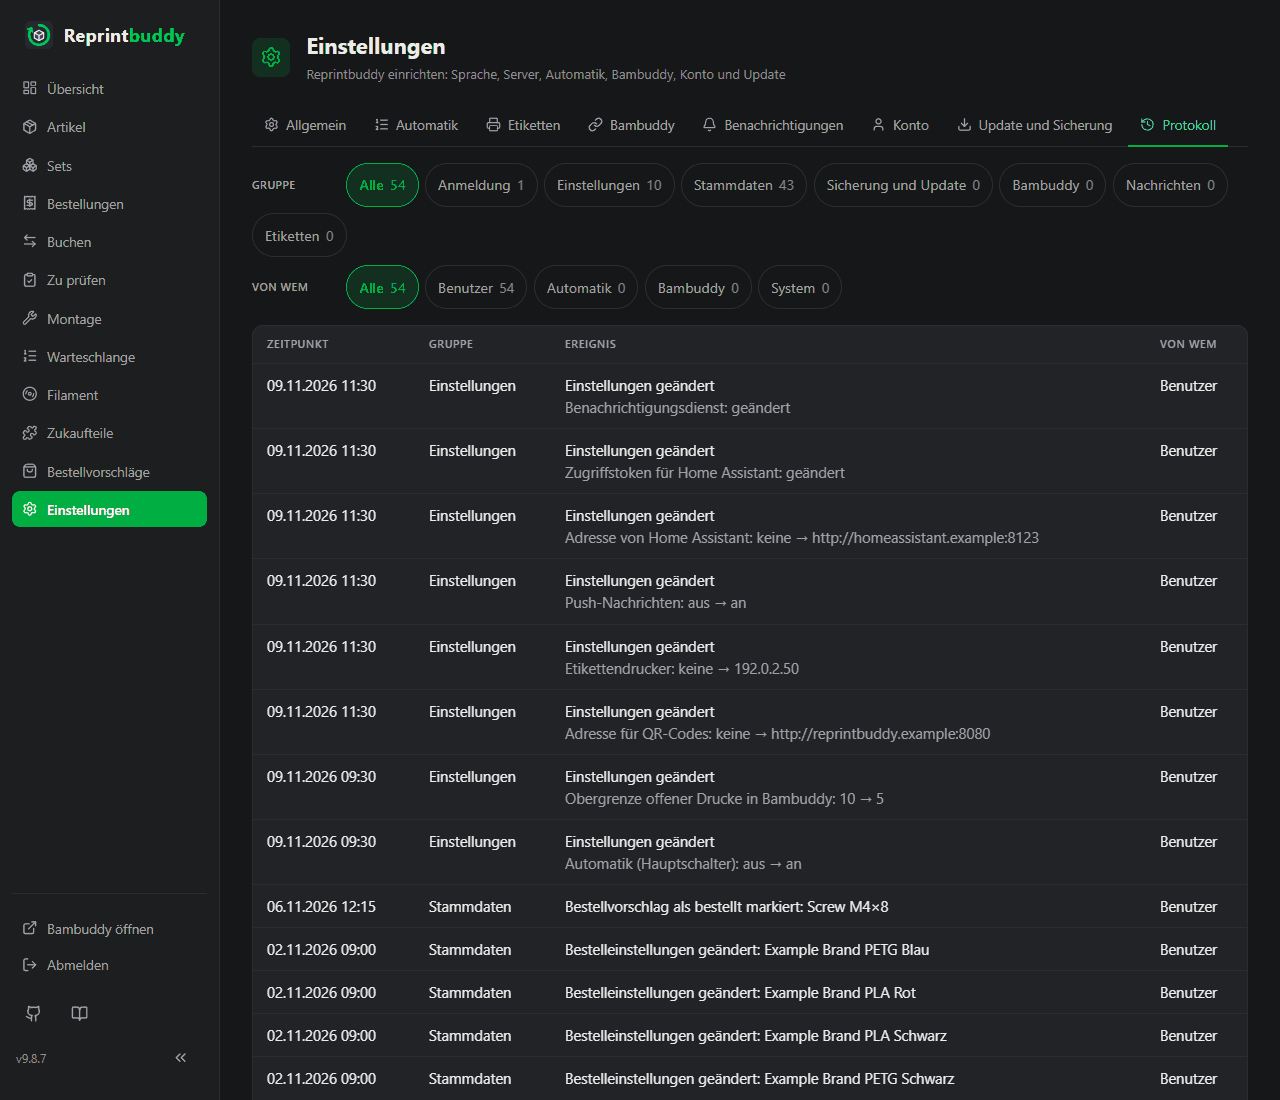 Reprintbuddy
Übersicht
Artikel
Sets
Bestellungen
Buchen
Zu prüfen
Montage
Warteschlange
Filament
Zukaufteile
Bestellvorschläge
Einstellungen
Bambuddy öffnen
Abmelden
v9.8.7
Einstellungen
Reprintbuddy einrichten: Sprache, Server, Automatik, Bambuddy, Konto und Update
Allgemein Automatik Etiketten Bambuddy Benachrichtigungen Konto Update und Sicherung Protokoll
GRUPPE Alle 54 Anmeldung 1 Einstellungen 10 Stammdaten 43 Sicherung und Update 0 Bambuddy 0 Nachrichten 0
Etiketten 0
VON WEM Alle 54 Benutzer 54 Automatik 0 Bambuddy 0 System 0
ZEITPUNKT GRUPPE EREIGNIS VON WEM
09.11.2026 11:30 Einstellungen Einstellungen geändert Benutzer
Benachrichtigungsdienst: geändert
09.11.2026 11:30 Einstellungen Einstellungen geändert Benutzer
Zugriffstoken für Home Assistant: geändert
09.11.2026 11:30 Einstellungen Einstellungen geändert Benutzer
Adresse von Home Assistant: keine → http://homeassistant.example:8123
09.11.2026 11:30 Einstellungen Einstellungen geändert Benutzer
Push-Nachrichten: aus → an
09.11.2026 11:30 Einstellungen Einstellungen geändert Benutzer
Etikettendrucker: keine → 192.0.2.50
09.11.2026 11:30 Einstellungen Einstellungen geändert Benutzer
Adresse für QR-Codes: keine → http://reprintbuddy.example:8080
09.11.2026 09:30 Einstellungen Einstellungen geändert Benutzer
Obergrenze offener Drucke in Bambuddy: 10 → 5
09.11.2026 09:30 Einstellungen Einstellungen geändert Benutzer
Automatik (Hauptschalter): aus → an
06.11.2026 12:15 Stammdaten Bestellvorschlag als bestellt markiert: Screw M4×8 Benutzer
02.11.2026 09:00 Stammdaten Bestelleinstellungen geändert: Example Brand PETG Blau Benutzer
02.11.2026 09:00 Stammdaten Bestelleinstellungen geändert: Example Brand PLA Rot Benutzer
02.11.2026 09:00 Stammdaten Bestelleinstellungen geändert: Example Brand PLA Schwarz Benutzer
02.11.2026 09:00 Stammdaten Bestelleinstellungen geändert: Example Brand PETG Schwarz Benutzer